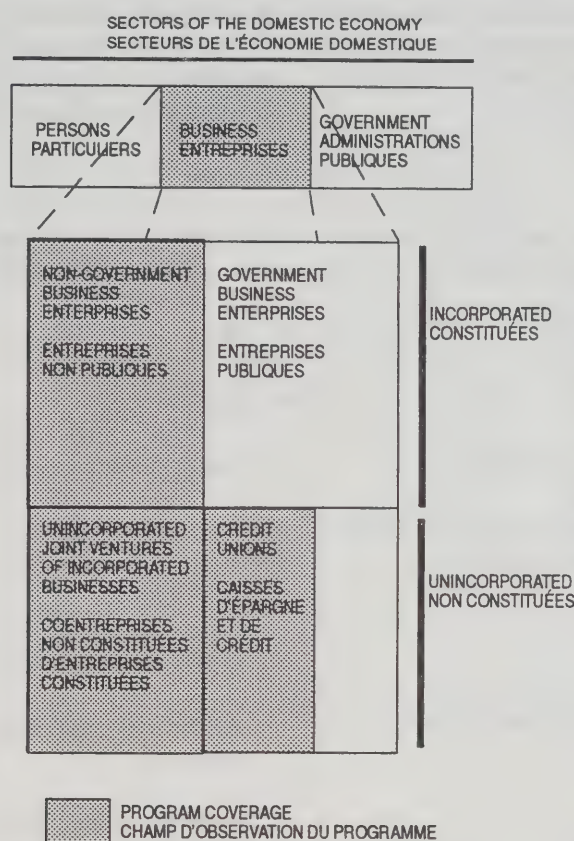 SECTORS OF THE DOMESTIC ECONOMY
SECTEURS DE L'ÉCONOMIE DOMESTIQUE
PERSONS
PARTICULIERS
BUSINESS
ENTREPRISES
GOVERNMENT
ADMINISTRATIONS
PUBLIQUES
NON-GOVERNMENT
BUSINESS
ENTERPRISES
ENTREPRISES
NON PUBLIQUES
GOVERNMENT
BUSINESS
ENTERPRISES
ENTREPRISES
PUBLIQUES
INCORPORATED
CONSTITUÉES
UNINCORPORATED
JOINT VENTURES
OF INCORPORATED
BUSINESSES
COENTREPRISES
NON CONSTITUÉES
D'ENTREPRISES
CONSTITUÉES
CREDIT
UNIONS
CAISSES
D'ÉPARGNE
ET DE
CRÉDIT
UNINCORPORATED
NON CONSTITUÉES
PROGRAM COVERAGE
CHAMP D'OBSERVATION DU PROGRAMME